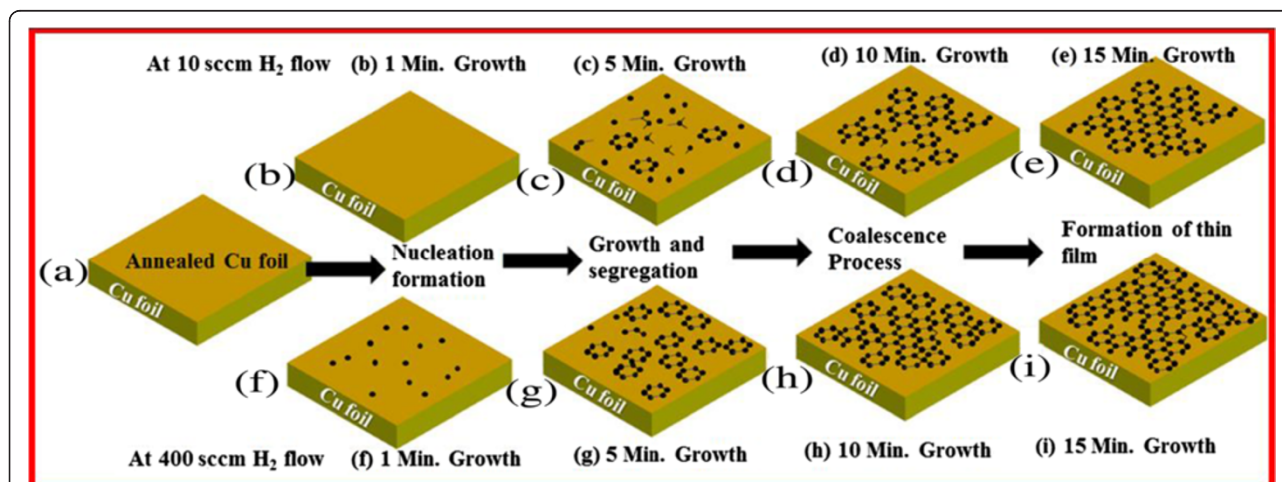 At 10 sccm H₂ flow (b) 1 Min. Growth (c) 5 Min. Growth (d) 10 Min. Growth (e) 15 Min. Growth
(b) Cu foil (c) Cu foil (d) Cu foil (e) Cu foil
(a) Annealed Cu foil
Cu foil
Nucleation
formation
Growth and
segregation
Coalescence
Process
Formation of thin
film
(f) Cu foil (g) Cu foil (h) Cu foil (i) Cu foil
At 400 sccm H₂ flow (f) 1 Min. Growth (g) 5 Min. Growth (h) 10 Min. Growth (i) 15 Min. Growth